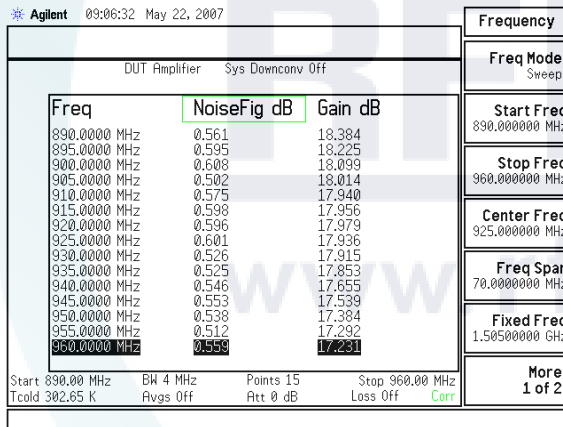 Agilent 09:06:32 May 22, 2007
DUT Amplifier Sys Downconv Off
Freq NoiseFig dB Gain dB
890.0000 MHz 0.561 18.384
895.0000 MHz 0.595 18.225
900.0000 MHz 0.608 18.099
905.0000 MHz 0.502 18.014
910.0000 MHz 0.575 17.940
915.0000 MHz 0.598 17.956
920.0000 MHz 0.596 17.979
925.0000 MHz 0.601 17.936
930.0000 MHz 0.526 17.915
935.0000 MHz 0.525 17.853
940.0000 MHz 0.546 17.655
945.0000 MHz 0.553 17.539
950.0000 MHz 0.538 17.384
955.0000 MHz 0.512 17.292
960.0000 MHz 0.559 17.231
Start 890.00 MHz BW 4 MHz Points 15 Stop 960.00 MHz
Tcold 302.65 K Avgs Off Att 0 dB Loss Off Corr
Frequency
Freq Mode
Sweep
Start Freq
890.000000 MHz
Stop Freq
960.000000 MHz
Center Freq
925.000000 MHz
Freq Span
70.0000000 MHz
Fixed Freq
1.50500000 GHz
More
1 of 2
www.r